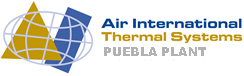 Air International
Thermal Systems
PUEBLA PLANT